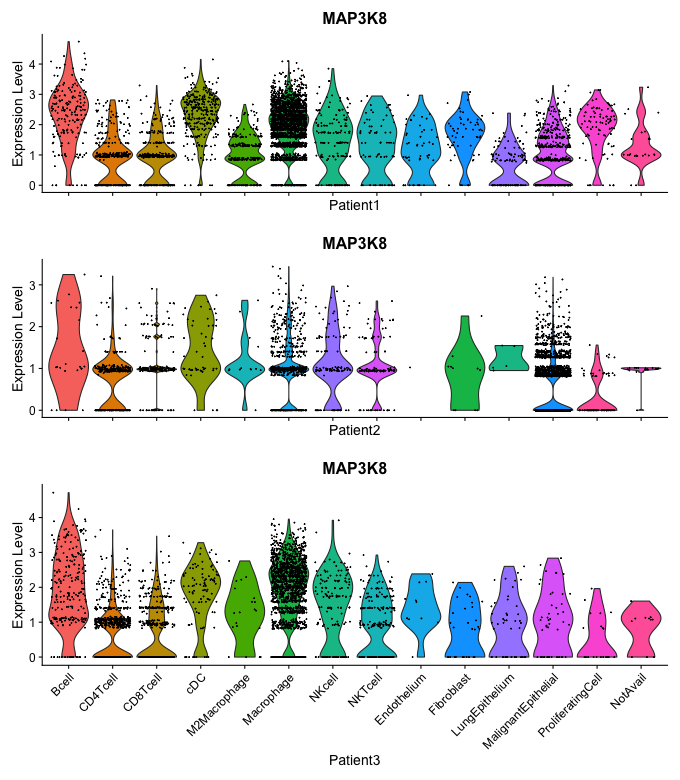 MAP3K8
Expression Level
4
3
2
1
0
Patient1
MAP3K8
Expression Level
3
2
1
0
Patient2
MAP3K8
Expression Level
4
3
2
1
0
Bcell
CD4Tcell
CD8Tcell
cDC
M2Macrophage
Macrophage
NKcell
NKTcell
Endothelium
Fibroblast
LungEpithelium
MalignantEpithelial
ProliferatingCell
NotAvail
Patient3